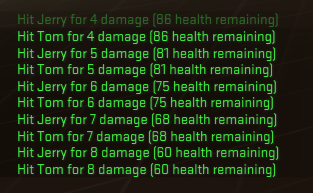 Hit Jerry for 4 damage (86 health remaining)
Hit Tom for 4 damage (86 health remaining)
Hit Jerry for 5 damage (81 health remaining)
Hit Tom for 5 damage (81 health remaining)
Hit Jerry for 6 damage (75 health remaining)
Hit Tom for 6 damage (75 health remaining)
Hit Jerry for 7 damage (68 health remaining)
Hit Tom for 7 damage (68 health remaining)
Hit Jerry for 8 damage (60 health remaining)
Hit Tom for 8 damage (60 health remaining)